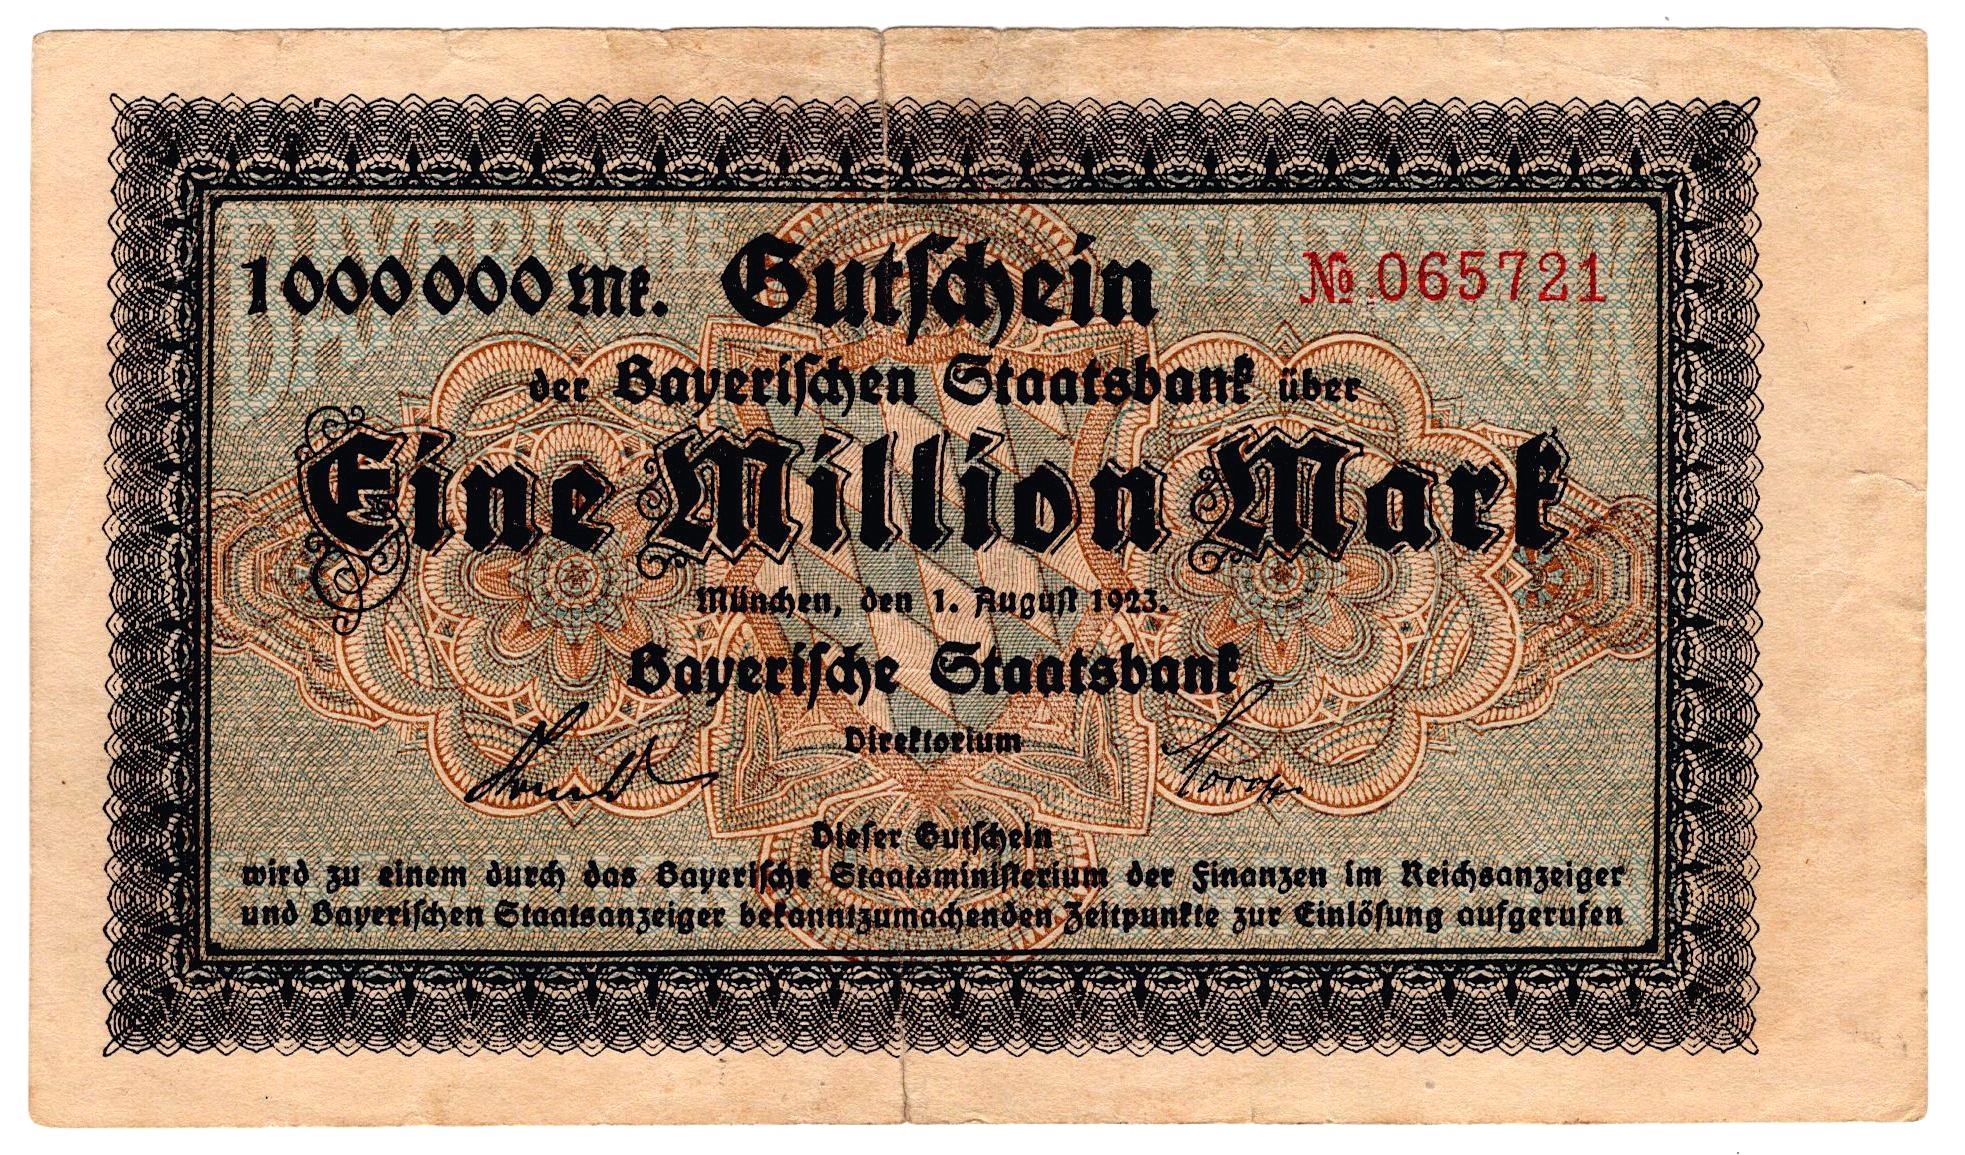 1000000 Mk. Gutschein № 065721
der Bayerischen Staatsbank über
Eine Million Mark
München, den 1. August 1923.
Bayerische Staatsbank
Direktorium
Dieser Gutschein
wird zu einem durch das Bayerische Staatsministerium der Finanzen im Reichsanzeiger
und Bayerischen Staatsanzeiger bekanntzumachenden Zeitpunkte zur Einlösung aufgerufen